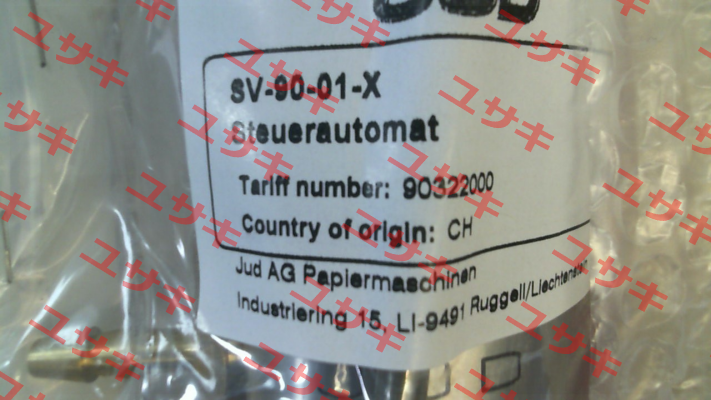 SV-90-01-X
Steuerautomat
Tariff number: 90322000
Country of origin: CH
Jud AG Papiermaschinen
Industriering 15, LI-9491 Ruggell/Liechtenstein
ユサキ